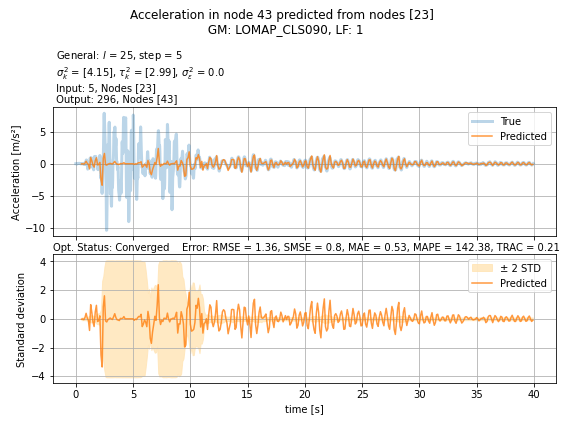 Acceleration in node 43 predicted from nodes [23]
GM: LOMAP_CLS090, LF: 1
General: l = 25, step = 5
σ²ₖ = [4.15], τ²ₖ = [2.99], σ²ε = 0.0
Input: 5, Nodes [23]
Output: 296, Nodes [43]
Acceleration [m/s²]
5
0
−5
−10
True
Predicted
Opt. Status: Converged Error: RMSE = 1.36, SMSE = 0.8, MAE = 0.53, MAPE = 142.38, TRAC = 0.21
Standard deviation
4
2
0
−2
−4
± 2 STD
Predicted
0 5 10 15 20 25 30 35 40
time [s]